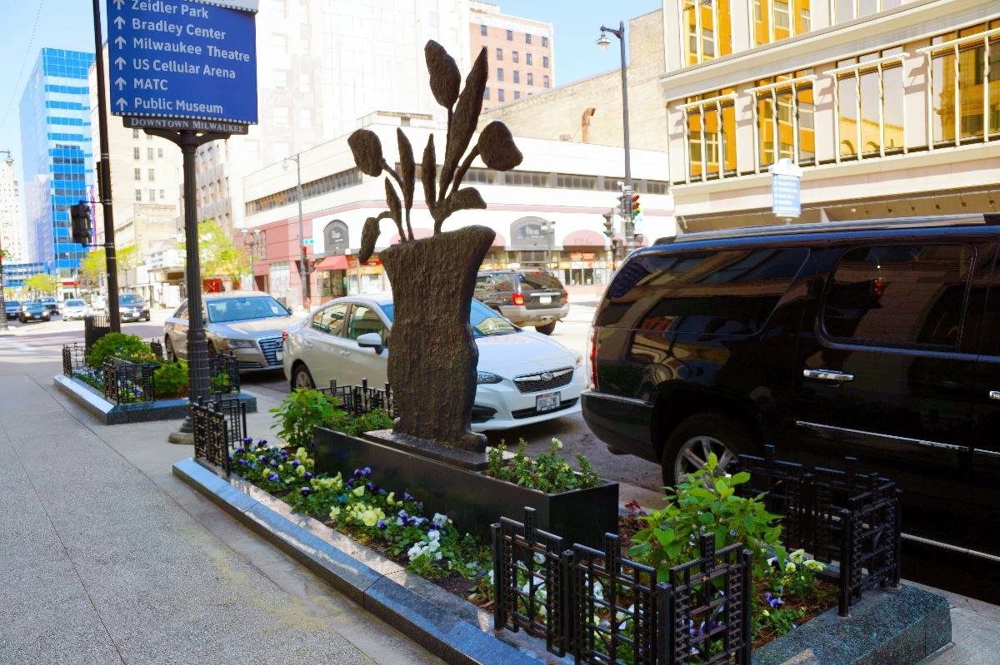 Zeidler Park
Bradley Center
Milwaukee Theatre
US Cellular Arena
MATC
Public Museum
DOWNTOWN MILWAUKEE